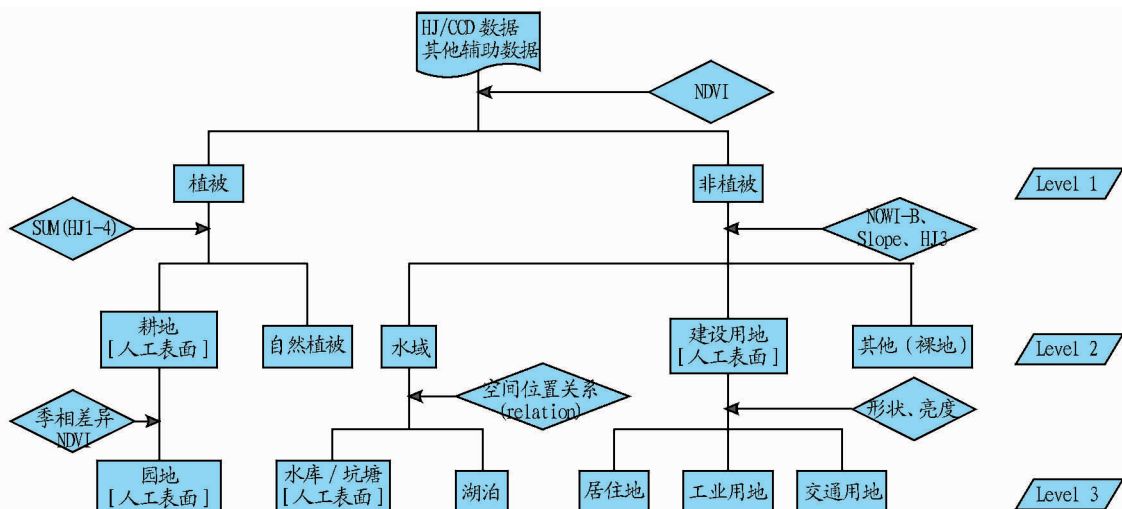 HJ/CCD 数据
其他辅助数据
NDVI
植被
非植被
Level 1
SUM(HJ1-4)
NOWI-B、
Slope、HJ3
耕地
[人工表面]
自然植被
水域
建设用地
[人工表面]
其他(裸地)
Level 2
季相差异
NDVI
空间位置关系
(relation)
形状、亮度
园地
[人工表面]
水库/坑塘
[人工表面]
湖泊
居住地
工业用地
交通用地
Level 3